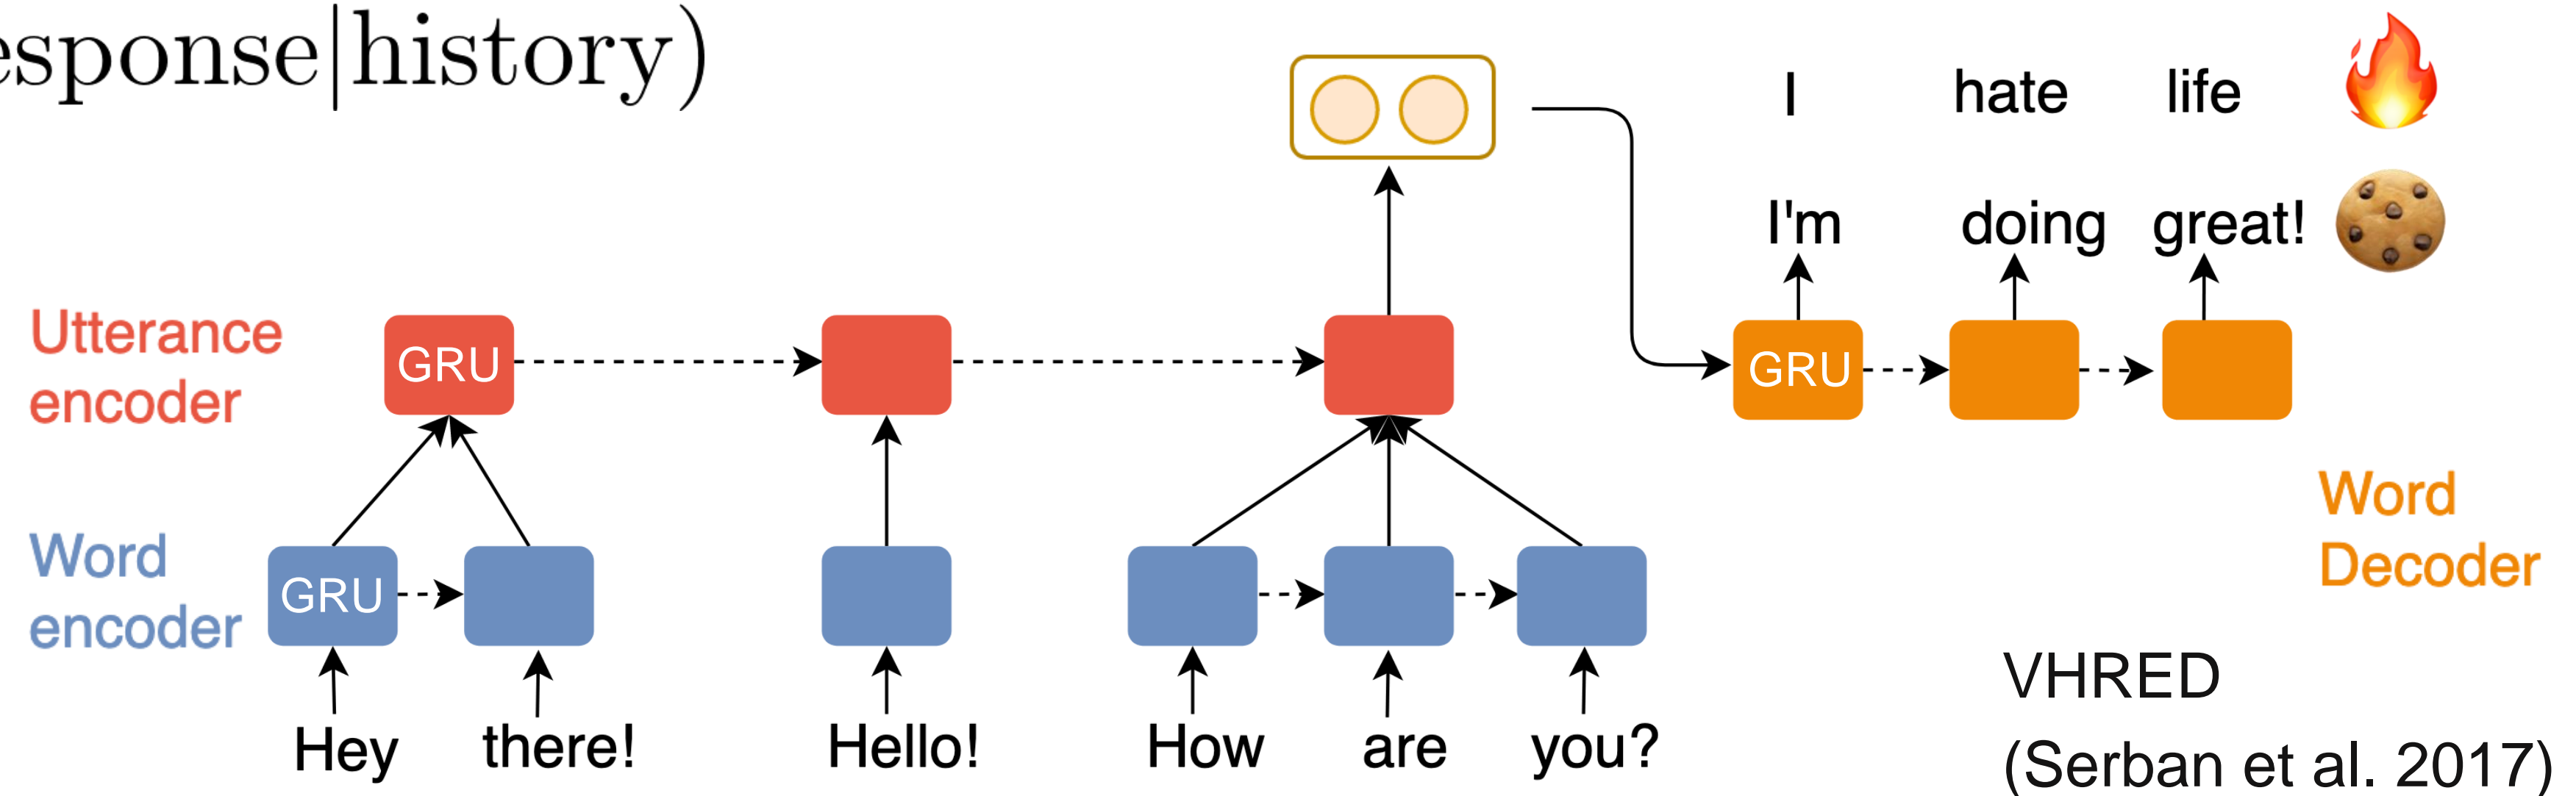 esponse|history)
I hate life
I'm doing great!
Utterance
encoder
GRU
GRU
Word
encoder
GRU
Word
Decoder
Hey there! Hello! How are you?
VHRED
(Serban et al. 2017)